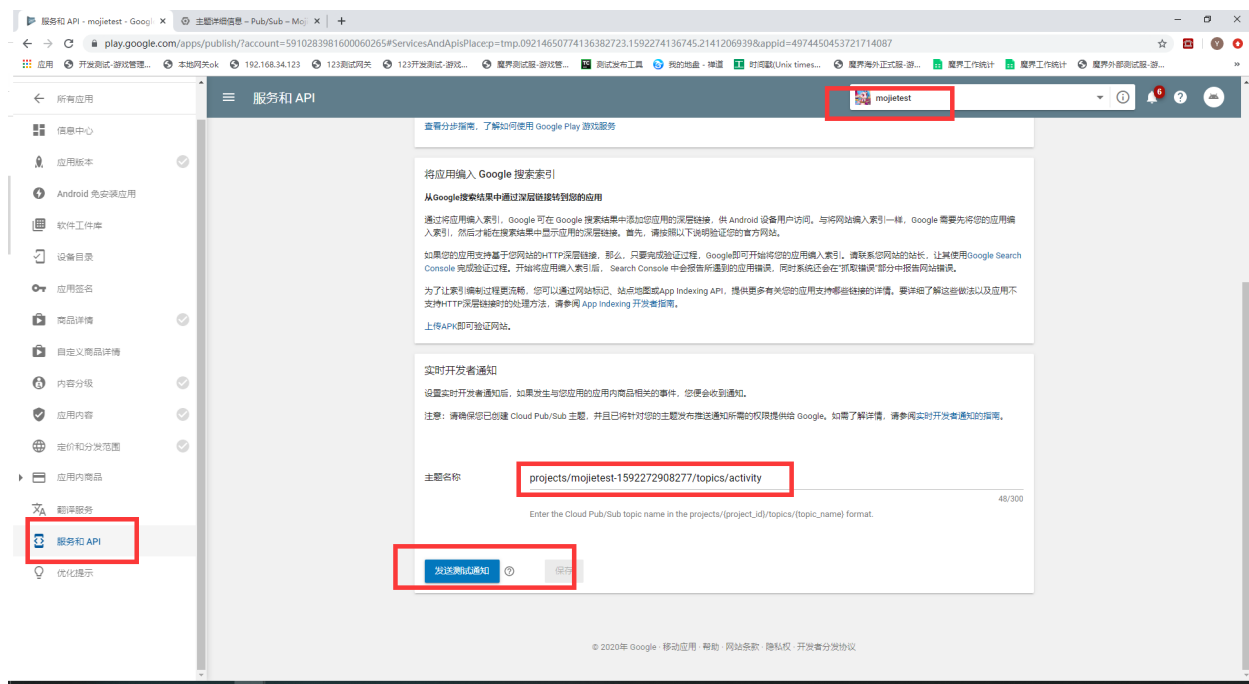 服务和 API - mojietest - Googl
主题详细信息 – Pub/Sub – Moji
play.google.com/apps/publish/?account=5910283981600060265#ServicesAndApisPlace:p=tmp.09214650774136382723.1592274136745.2141206939&appid=4974450453721714087
应用 开发测试-游戏管理... 本地网关ok 192.168.34.123 123测试网关 123开发测试-游戏... 魔界测试服-游戏管... 测试发布工具 我的地盘 - 禅道 时间戳(Unix times... 魔界海外正式服-游... 魔界工作统计 魔界工作统计 魔界外部测试服-游... »
所有应用
服务和 API
mojietest
6
信息中心
应用版本
Android 免安装应用
软件工件库
设备目录
应用签名
商品详情
自定义商品详情
内容分级
应用内容
定价和分发范围
应用内商品
翻译服务
服务和 API
优化提示
查看分步指南，了解如何使用 Google Play 游戏服务
将应用编入 Google 搜索索引
从Google搜索结果中通过深层链接转到您的应用
通过将应用编入索引，Google 可在 Google 搜索结果中添加您应用的深层链接，供 Android 设备用户访问。与将网站编入索引一样，Google 需要先将您的应用编
入索引，然后才能在搜索结果中显示应用的深层链接。首先，请按照以下说明验证您的官方网站。
如果您的应用支持基于您网站的HTTP深层链接，那么，只要完成验证过程，Google即可开始将您的应用编入索引。请联系您网站的站长，让其使用Google Search
Console 完成验证过程。开始将应用编入索引后， Search Console 中会报告所遇到的应用错误，同时系统还会在“抓取错误”部分中报告网站错误。
为了让索引编制过程更流畅，您可以通过网站标记、站点地图或App Indexing API，提供更多有关您的应用支持哪些链接的详情。要详细了解这些做法以及应用不
支持HTTP深层链接时的处理方法，请参阅 App Indexing 开发者指南。
上传APK即可验证网站。
实时开发者通知
设置实时开发者通知后，如果发生与您应用的应用内商品相关的事件，您便会收到通知。
注意：请确保您已创建 Cloud Pub/Sub 主题，并且已将针对您的主题发布推送通知所需的权限提供给 Google。如需了解详情，请参阅实时开发者通知的指南。
主题名称
projects/mojietest-1592272908277/topics/activity
48/300
Enter the Cloud Pub/Sub topic name in the projects/{project_id}/topics/{topic_name} format.
发送测试通知
保存
© 2020年 Google · 移动应用 · 帮助 · 网站条款 · 隐私权 · 开发者分发协议